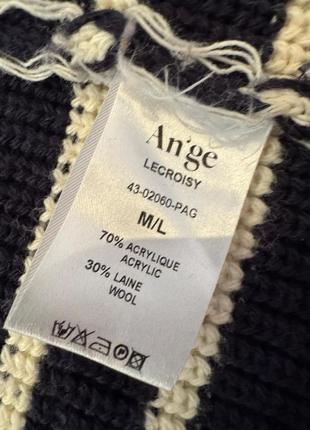 An'ge
LECROISY
43-02060-PAG
M/L
70% ACRYLIQUE
ACRYLIC
30% LAINE
WOOL